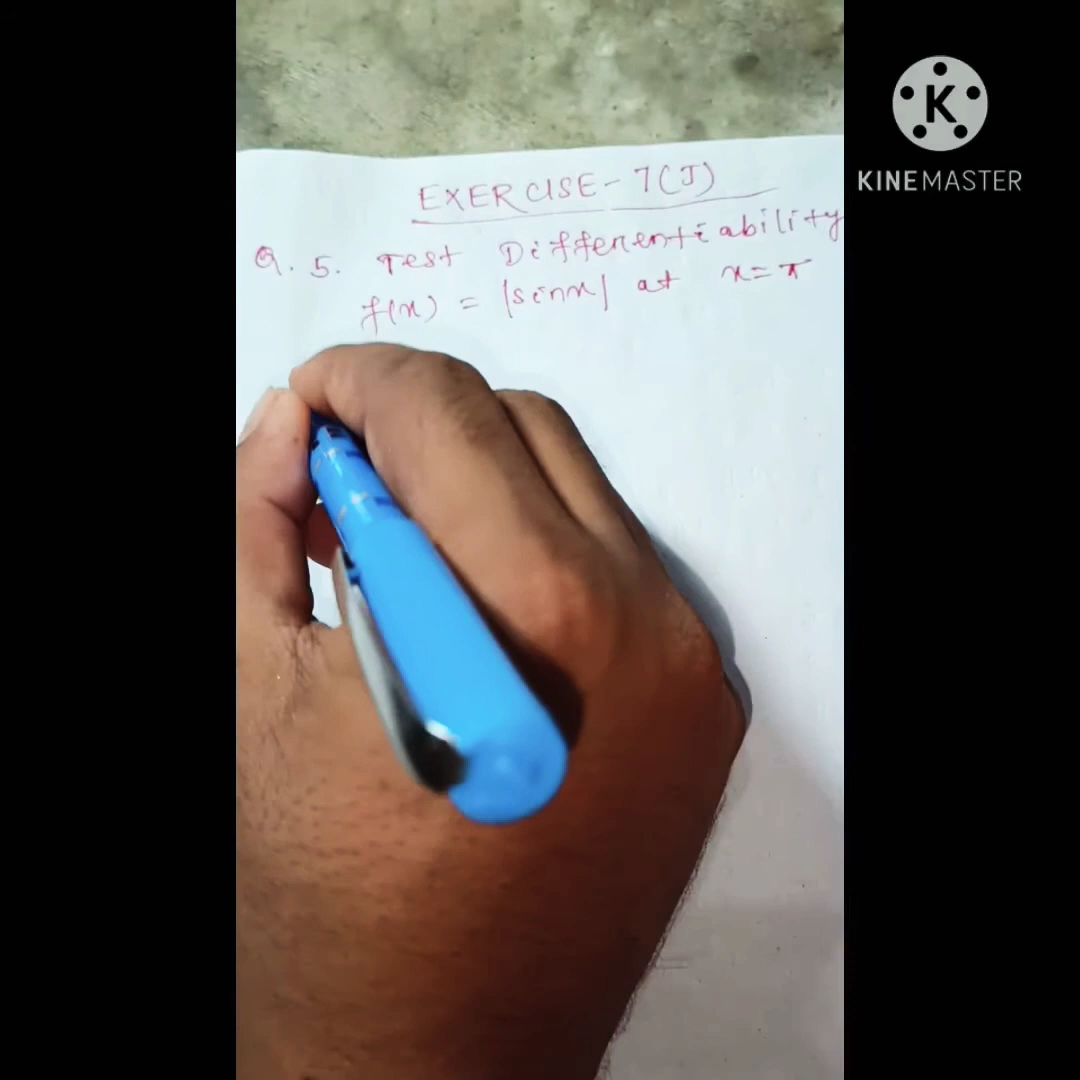 EXERCISE-7(J)
Q. 5. Test Differentiability
f(x) = |sinx| at x=π
K
KINEMASTER